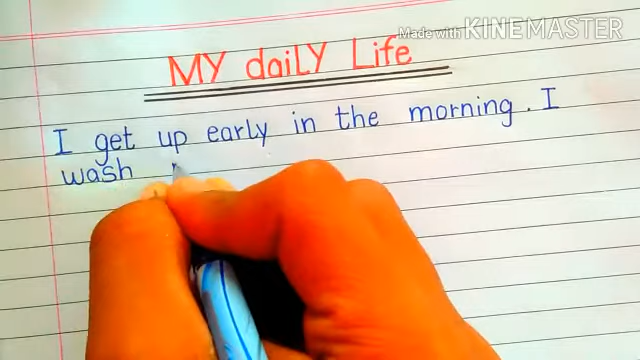 Made with KINEMASTER
MY daiLY Life
I get up early in the morning. I
wash